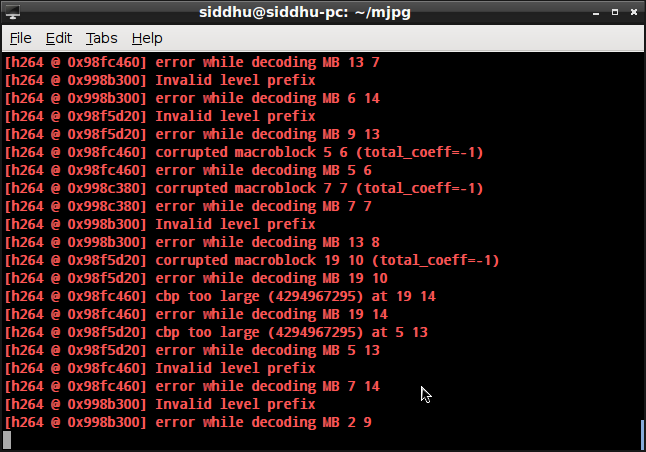 siddhu@siddhu-pc: ~/mjpg
File Edit Tabs Help
[h264 @ 0x98fc460] error while decoding MB 13 7
[h264 @ 0x998b300] Invalid level prefix
[h264 @ 0x998b300] error while decoding MB 6 14
[h264 @ 0x98f5d20] Invalid level prefix
[h264 @ 0x98f5d20] error while decoding MB 9 13
[h264 @ 0x98fc460] corrupted macroblock 5 6 (total_coeff=-1)
[h264 @ 0x98fc460] error while decoding MB 5 6
[h264 @ 0x998c380] corrupted macroblock 7 7 (total_coeff=-1)
[h264 @ 0x998c380] error while decoding MB 7 7
[h264 @ 0x998b300] Invalid level prefix
[h264 @ 0x998b300] error while decoding MB 13 8
[h264 @ 0x98f5d20] corrupted macroblock 19 10 (total_coeff=-1)
[h264 @ 0x98f5d20] error while decoding MB 19 10
[h264 @ 0x98fc460] cbp too large (4294967295) at 19 14
[h264 @ 0x98fc460] error while decoding MB 19 14
[h264 @ 0x98f5d20] cbp too large (4294967295) at 5 13
[h264 @ 0x98f5d20] error while decoding MB 5 13
[h264 @ 0x98fc460] Invalid level prefix
[h264 @ 0x98fc460] error while decoding MB 7 14
[h264 @ 0x998b300] Invalid level prefix
[h264 @ 0x998b300] error while decoding MB 2 9